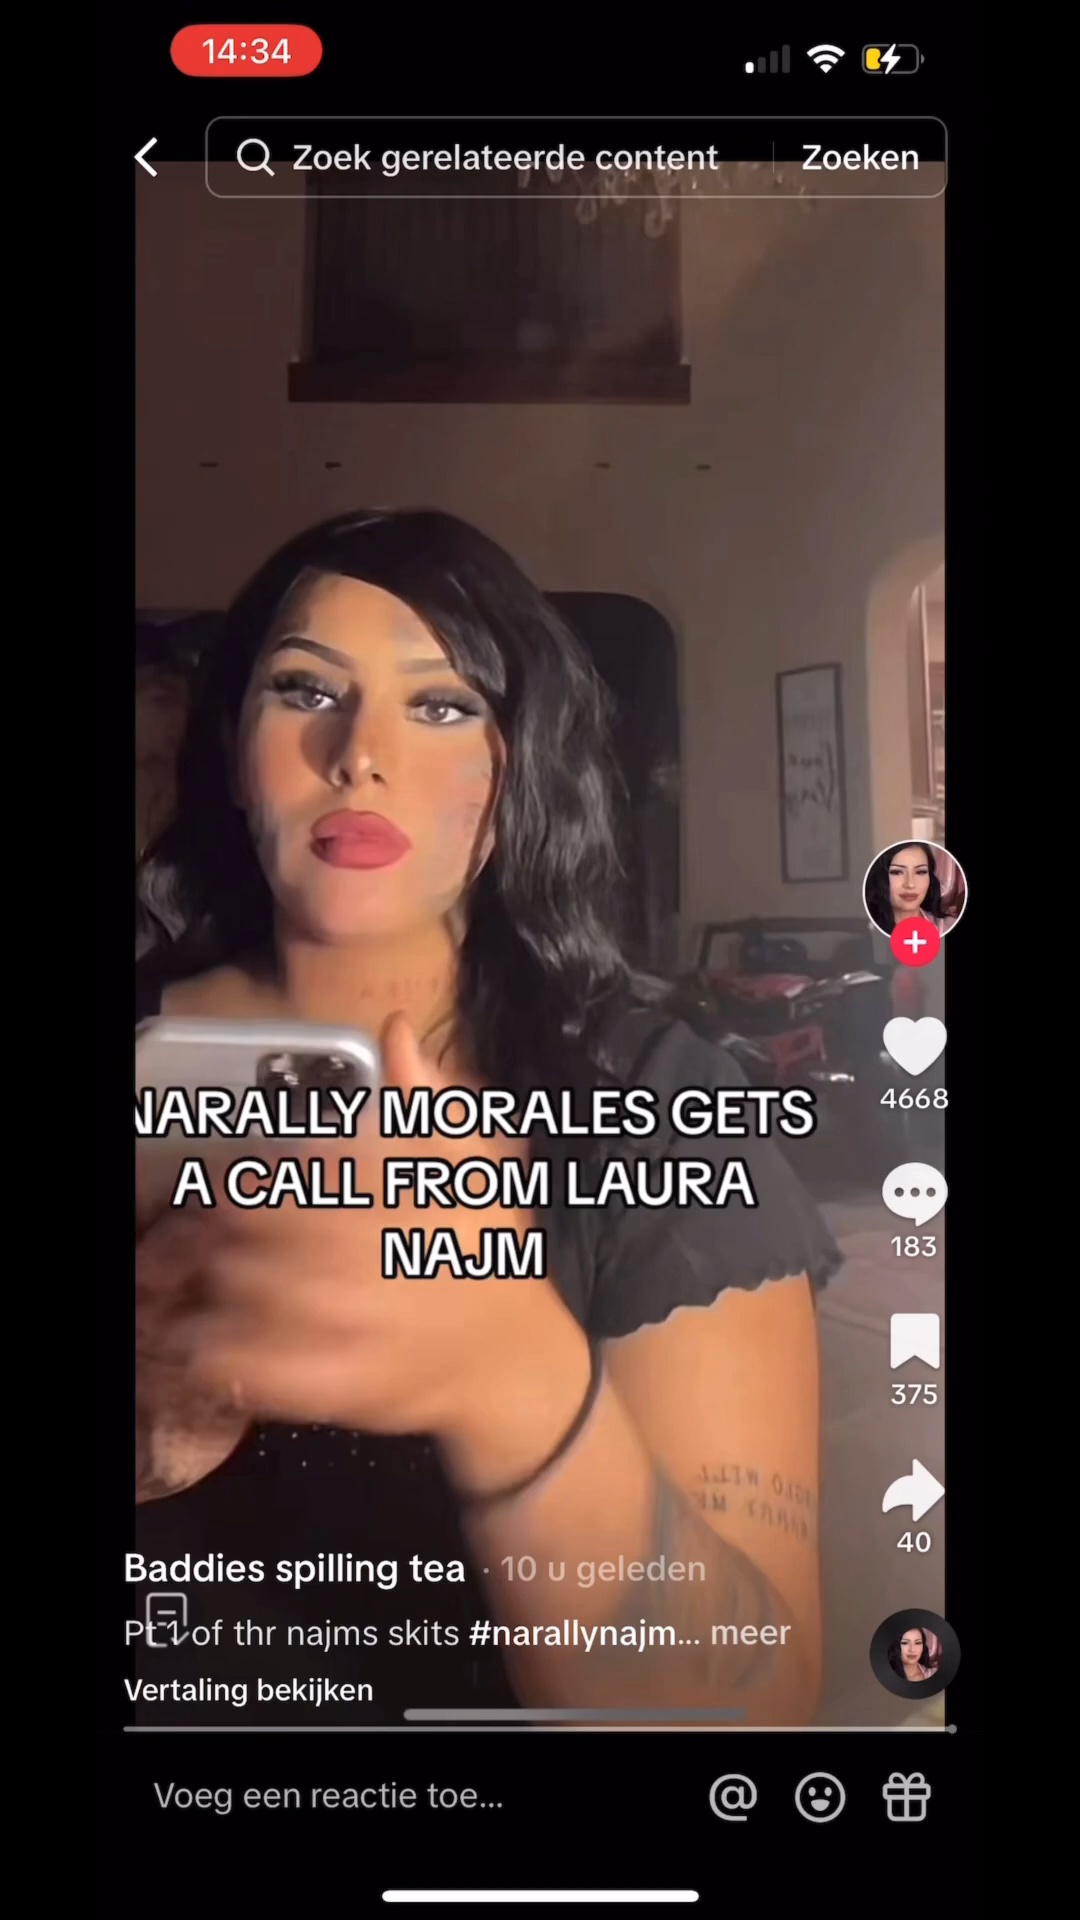 14:34
Zoek gerelateerde content
Zoeken
4668
NARALLY MORALES GETS
A CALL FROM LAURA
NAJM
183
375
40
Baddies spilling tea · 10 u geleden
Pt 1 of thr najms skits #narallynajm... meer
Vertaling bekijken
Voeg een reactie toe...